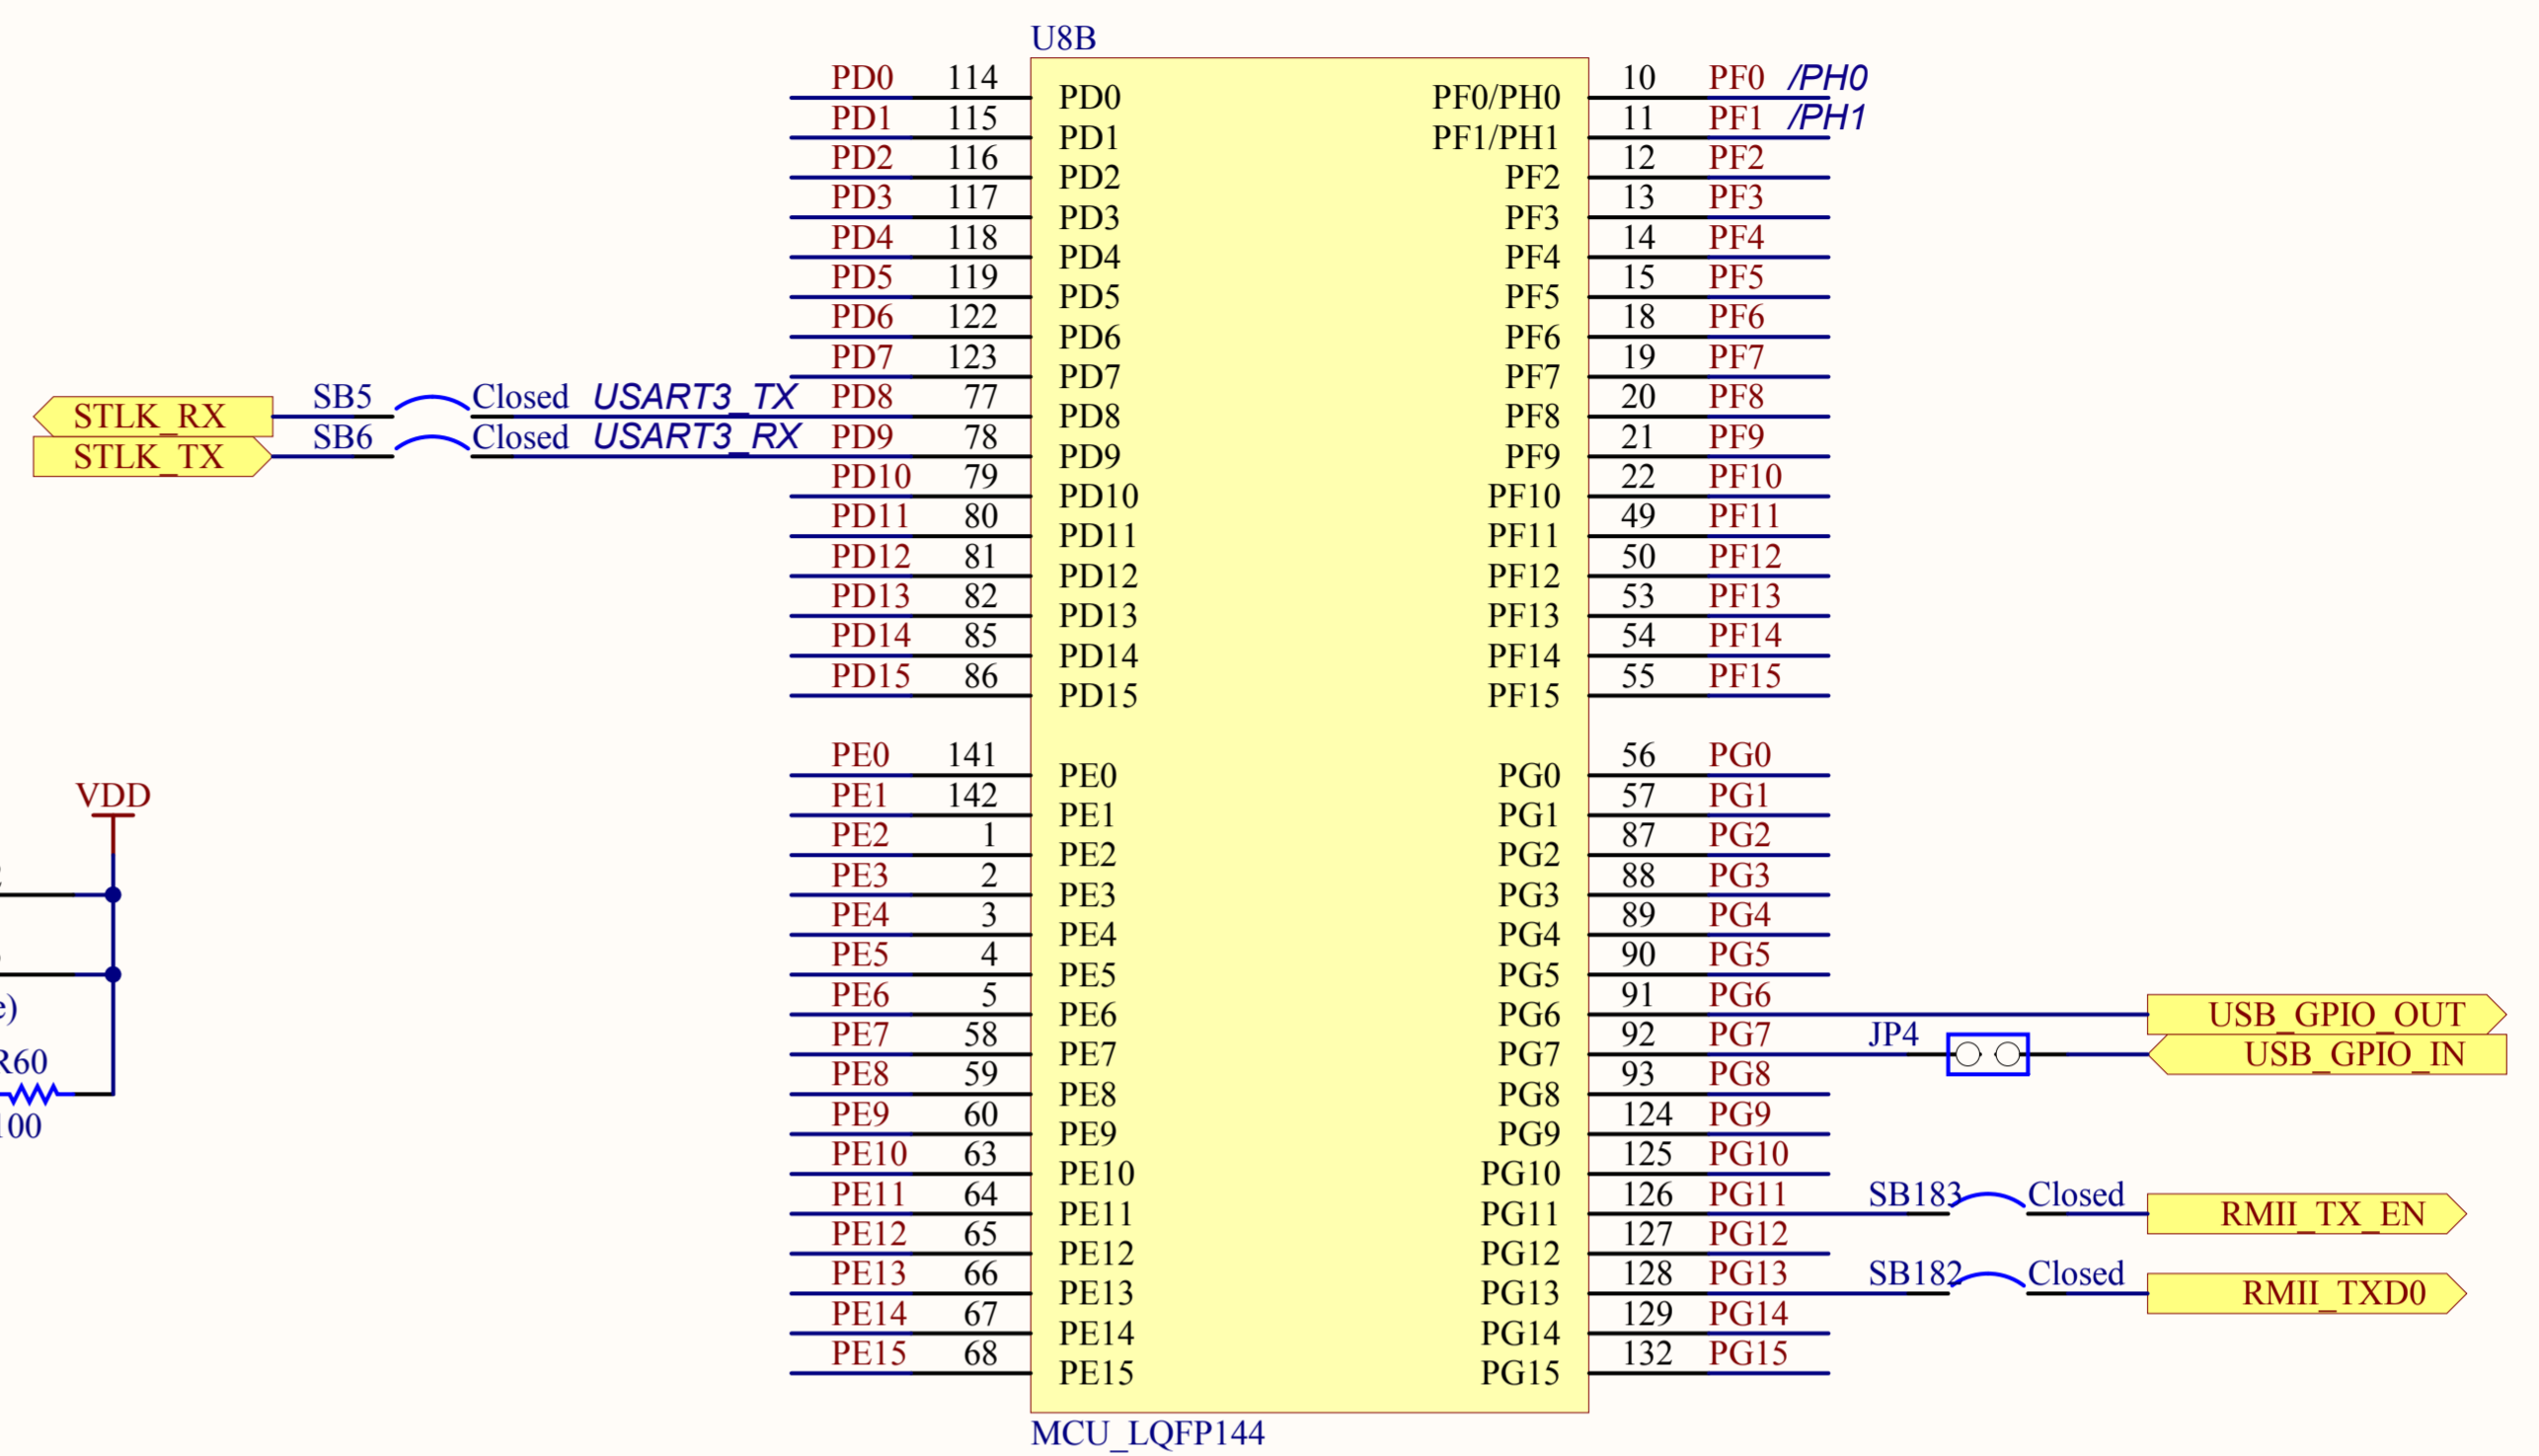 U8B
PD0 114 PD0 PF0/PH0 10 PF0 /PH0
PD1 115 PD1 PF1/PH1 11 PF1 /PH1
PD2 116 PD2 PF2 12 PF2
PD3 117 PD3 PF3 13 PF3
PD4 118 PD4 PF4 14 PF4
PD5 119 PD5 PF5 15 PF5
PD6 122 PD6 PF6 18 PF6
PD7 123 PD7 PF7 19 PF7
STLK_RX SB5 Closed USART3_TX PD8 77 PD8 PF8 20 PF8
STLK_TX SB6 Closed USART3_RX PD9 78 PD9 PF9 21 PF9
PD10 79 PD10 PF10 22 PF10
PD11 80 PD11 PF11 49 PF11
PD12 81 PD12 PF12 50 PF12
PD13 82 PD13 PF13 53 PF13
PD14 85 PD14 PF14 54 PF14
PD15 86 PD15 PF15 55 PF15
PE0 141 PE0 PG0 56 PG0
VDD PE1 142 PE1 PG1 57 PG1
PE2 1 PE2 PG2 87 PG2
PE3 2 PE3 PG3 88 PG3
PE4 3 PE4 PG4 89 PG4
PE5 4 PE5 PG5 90 PG5
e) PE6 5 PE6 PG6 91 PG6 USB_GPIO_OUT
R60 PE7 58 PE7 PG7 92 PG7 JP4 USB_GPIO_IN
PE8 59 PE8 PG8 93 PG8
100 PE9 60 PE9 PG9 124 PG9
PE10 63 PE10 PG10 125 PG10
PE11 64 PE11 PG11 126 PG11 SB183 Closed RMII_TX_EN
PE12 65 PE12 PG12 127 PG12
PE13 66 PE13 PG13 128 PG13 SB182 Closed RMII_TXD0
PE14 67 PE14 PG14 129 PG14
PE15 68 PE15 PG15 132 PG15
MCU_LQFP144